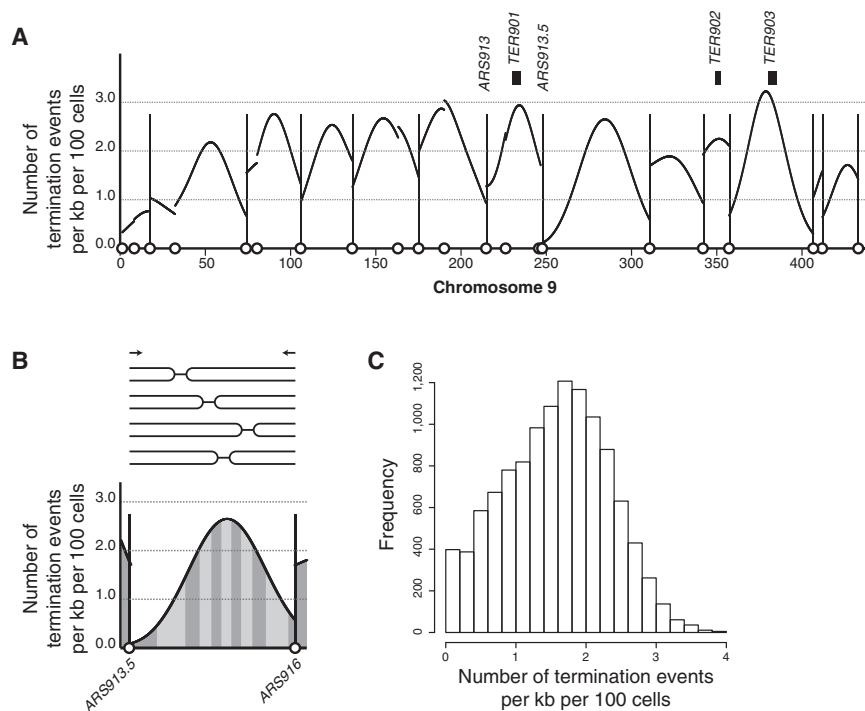 A
ARS913
TER901
ARS913.5
TER902
TER903
Number of
termination events
per kb per 100 cells
3.0
2.0
1.0
0.0
0 50 100 150 200 250 300 350 400
Chromosome 9
B
Number of
termination events
per kb per 100 cells
3.0
2.0
1.0
0.0
ARS913.5
ARS916
C
Frequency
1,200
1,000
800
600
400
200
0
0 1 2 3 4
Number of termination events
per kb per 100 cells